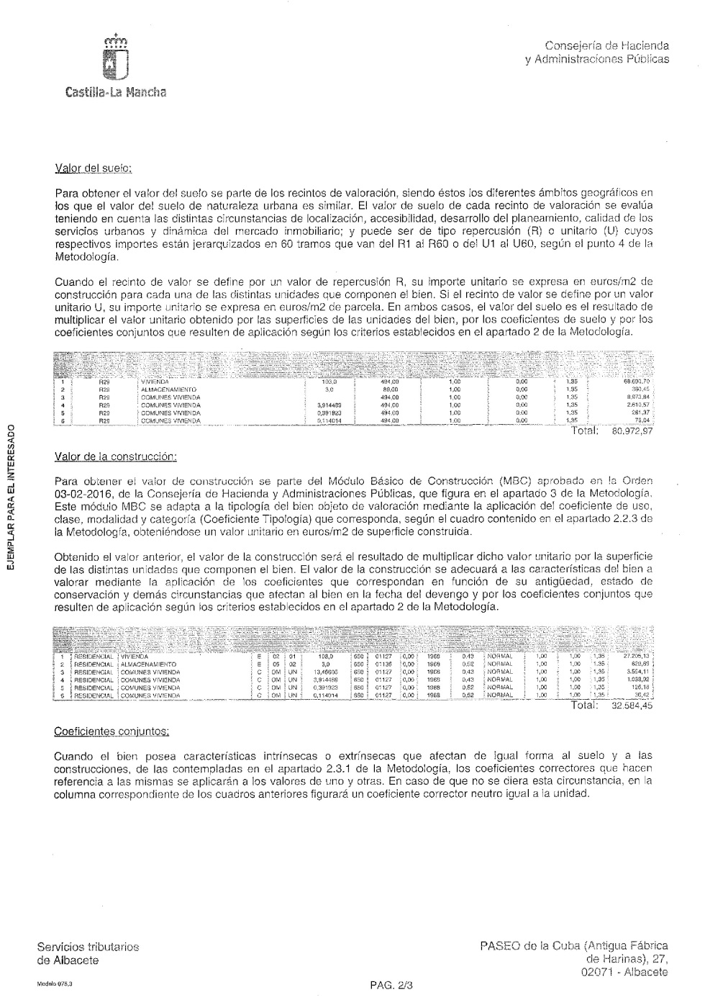 Consejería de Hacienda
y Administraciones Públicas
Castilla-La Mancha
Valor del suelo:
Para obtener el valor del suelo se parte de los recintos de valoración, siendo éstos los diferentes ámbitos geográficos en
los que el valor del suelo de naturaleza urbana es similar. El valor de suelo de cada recinto de valoración se evalúa
teniendo en cuenta las distintas circunstancias de localización, accesibilidad, desarrollo del planeamiento, calidad de los
servicios urbanos y dinámica del mercado inmobiliario; y puede ser de tipo repercusión (R) o unitario (U) cuyos
respectivos importes están jerarquizados en 60 tramos que van del R1 al R60 o del U1 al U60, según el punto 4 de la
Metodología.
Cuando el recinto de valor se define por un valor de repercusión R, su importe unitario se expresa en euros/m2 de
construcción para cada una de las distintas unidades que componen el bien. Si el recinto de valor se define por un valor
unitario U, su importe unitario se expresa en euros/m2 de parcela. En ambos casos, el valor del suelo es el resultado de
multiplicar el valor unitario obtenido por las superficies de las unidades del bien, por los coeficientes de suelo y por los
coeficientes conjuntos que resulten de aplicación según los criterios establecidos en el apartado 2 de la Metodología.
1 R29 VIVIENDA 103,0 494,00 1,00 0,00 1,35 68.690,70
2 R29 ALMACENAMIENTO 3,0 89,00 1,00 0,00 1,35 360,45
3 R29 COMUNES VIVIENDA 494,00 1,00 0,00 1,35 8.973,84
4 R29 COMUNES VIVIENDA 3,914489 494,00 1,00 0,00 1,35 2.610,57
5 R29 COMUNES VIVIENDA 0,391923 494,00 1,00 0,00 1,35 261,37
6 R29 COMUNES VIVIENDA 0,114014 494,00 1,00 0,00 1,35 76,04
Total: 80.972,97
Valor de la construcción:
Para obtener el valor de construcción se parte del Módulo Básico de Construcción (MBC) aprobado en la Orden
03-02-2016, de la Consejería de Hacienda y Administraciones Públicas, que figura en el apartado 3 de la Metodología.
Este módulo MBC se adapta a la tipología del bien objeto de valoración mediante la aplicación del coeficiente de uso,
clase, modalidad y categoría (Coeficiente Tipología) que corresponda, según el cuadro contenido en el apartado 2.2.3 de
la Metodología, obteniéndose un valor unitario en euros/m2 de superficie construida.
Obtenido el valor anterior, el valor de la construcción será el resultado de multiplicar dicho valor unitario por la superficie
de las distintas unidades que componen el bien. El valor de la construcción se adecuará a las características del bien a
valorar mediante la aplicación de los coeficientes que correspondan en función de su antigüedad, estado de
conservación y demás circunstancias que afectan al bien en la fecha del devengo y por los coeficientes conjuntos que
resulten de aplicación según los criterios establecidos en el apartado 2 de la Metodología.
1 RESIDENCIAL VIVIENDA E 02 01 103,0 650 01127 0,00 1968 0,43 NORMAL 1,00 1,00 1,35 27.205,13
2 RESIDENCIAL ALMACENAMIENTO E 05 02 3,0 650 01136 0,00 1968 0,52 NORMAL 1,00 1,00 1,35 629,69
3 RESIDENCIAL COMUNES VIVIENDA C OM UN 650 01127 0,00 1968 0,43 NORMAL 1,00 1,00 1,35 3.554,11
4 RESIDENCIAL COMUNES VIVIENDA C OM UN 3,914489 650 01127 0,00 1968 0,43 NORMAL 1,00 1,00 1,35 1.033,92
5 RESIDENCIAL COMUNES VIVIENDA C OM UN 0,391923 650 01127 0,00 1968 0,52 NORMAL 1,00 1,00 1,35 126,18
6 RESIDENCIAL COMUNES VIVIENDA C OM UN 0,114014 650 01127 0,00 1968 0,52 NORMAL 1,00 1,00 1,35 30,42
Total: 32.584,45
Coeficientes conjuntos:
Cuando el bien posea características intrínsecas o extrínsecas que afectan de igual forma al suelo y a las
construcciones, de las contempladas en el apartado 2.3.1 de la Metodología, los coeficientes correctores que hacen
referencia a las mismas se aplicarán a los valores de uno y otras. En caso de que no se diera esta circunstancia, en la
columna correspondiente de los cuadros anteriores figurará un coeficiente corrector neutro igual a la unidad.
EJEMPLAR PARA EL INTERESADO
Servicios tributarios
de Albacete
PASEO de la Cuba (Antigua Fábrica
de Harinas), 27,
02071 - Albacete
Modelo 078,3
PAG. 2/3